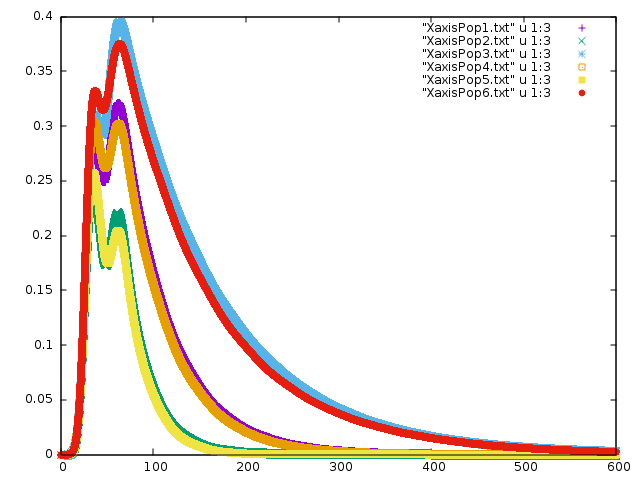 0.4
0.35
0.3
0.25
0.2
0.15
0.1
0.05
0
0 100 200 300 400 500 600
"XaxisPop1.txt" u 1:3
"XaxisPop2.txt" u 1:3
"XaxisPop3.txt" u 1:3
"XaxisPop4.txt" u 1:3
"XaxisPop5.txt" u 1:3
"XaxisPop6.txt" u 1:3